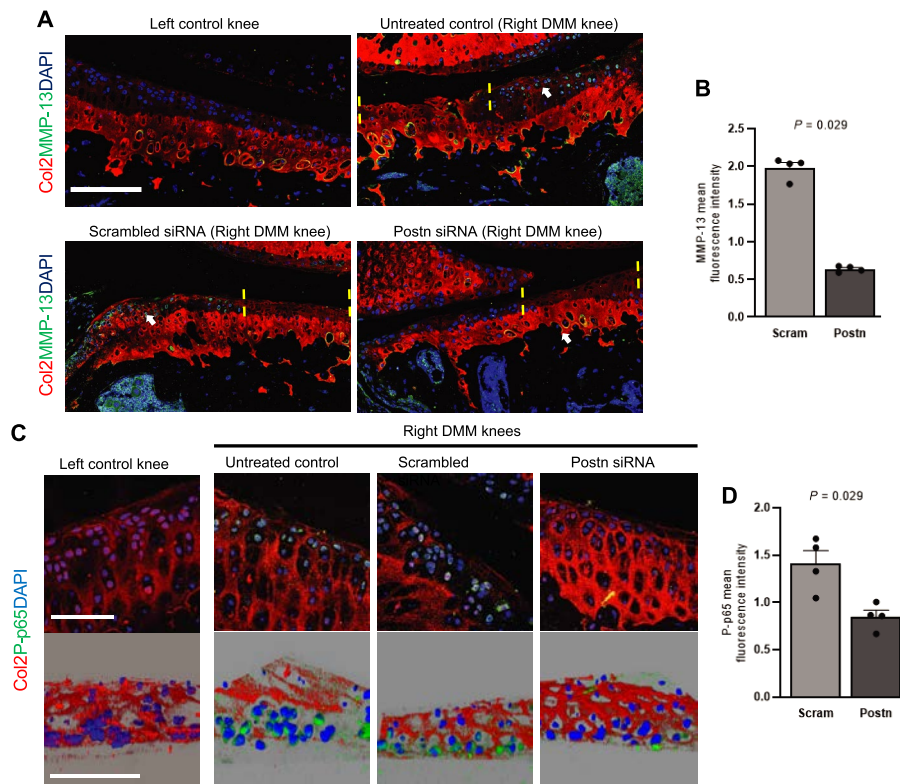 A
Left control knee
Untreated control (Right DMM knee)
Col2MMP-13DAPI
Scrambled siRNA (Right DMM knee)
Postn siRNA (Right DMM knee)
Col2MMP-13DAPI
B
P = 0.029
MMP-13 mean
fluorescence intensity
2.5
2.0
1.5
1.0
0.5
0.0
Scram
Postn
C
Right DMM knees
Left control knee
Untreated control
Scrambled
Postn siRNA
Col2P-p65DAPI
D
P = 0.029
P-p65 mean
fluorescence intensity
2.0
1.5
1.0
0.5
0.0
Scram
Postn